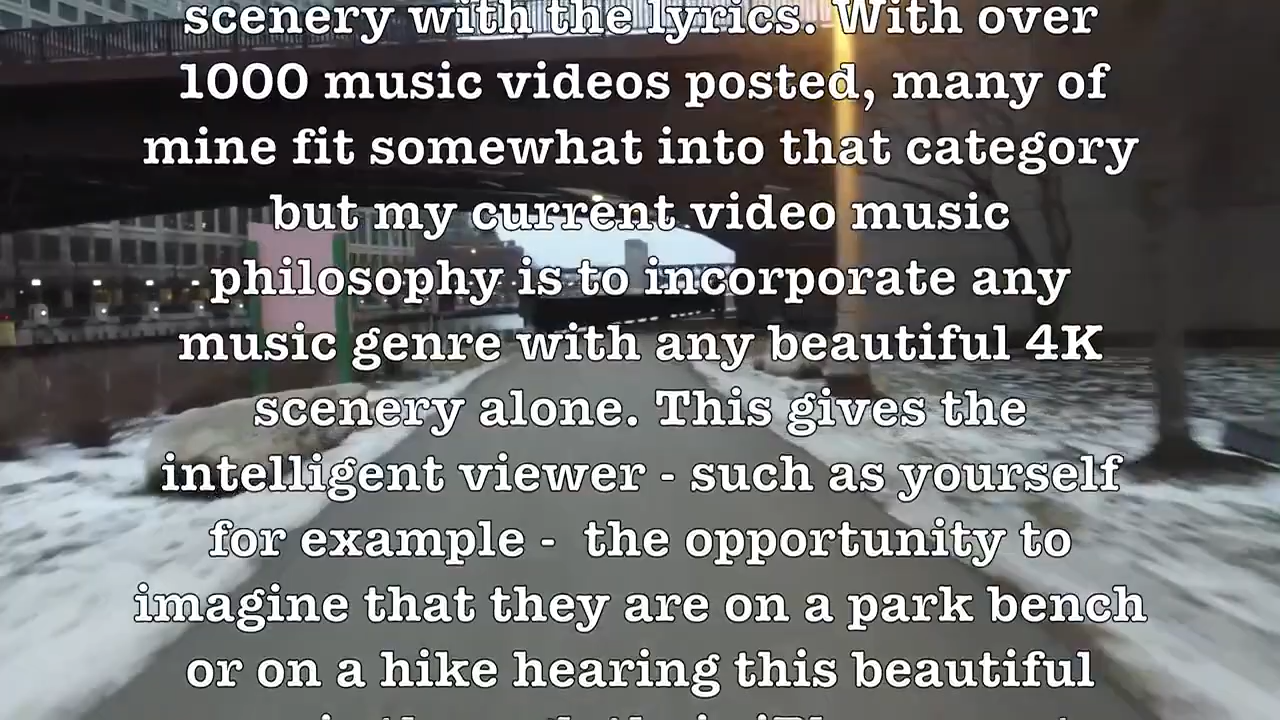 scenery with the lyrics. With over
1000 music videos posted, many of
mine fit somewhat into that category
but my current video music
philosophy is to incorporate any
music genre with any beautiful 4K
scenery alone. This gives the
intelligent viewer - such as yourself
for example -  the opportunity to
imagine that they are on a park bench
or on a hike hearing this beautiful